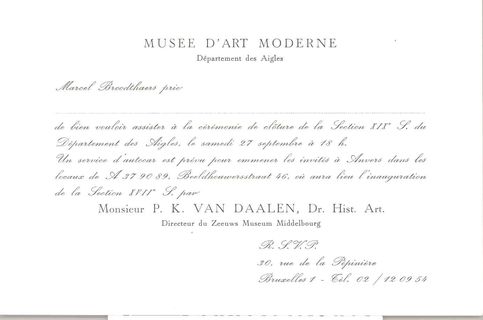 MUSEE D'ART MODERNE
Département des Aigles
Marcel Broodthaers prie
de bien vouloir assister à la cérémonie de clôture de la Section XIXe S. du
Département des Aigles, le samedi 27 septembre à 18 h.
Un service d'autocar est prévu pour emmener les invités à Anvers dans les
locaux de A 37 90 89, Beeldhouwersstraat 46, où aura lieu l'inauguration
de la Section XVIIe S. par
Monsieur P. K. VAN DAALEN, Dr. Hist. Art.
Directeur du Zeeuws Museum Middelbourg
R. S. V. P.
30, rue de la Pépinière
Bruxelles 1 - Tél. 02 / 12 09 54